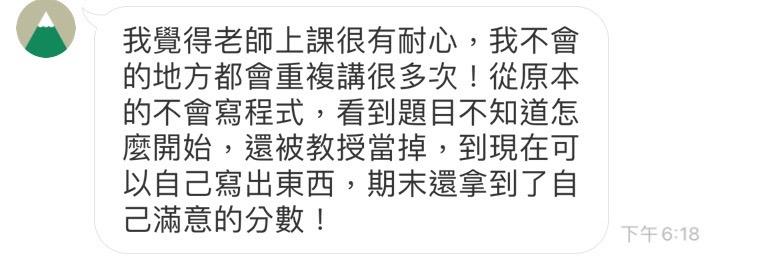 我覺得老師上課很有耐心，我不會
的地方都會重複講很多次！從原本
的不會寫程式，看到題目不知道怎
麼開始，還被教授當掉，到現在可
以自己寫出東西，期末還拿到了自
己滿意的分數！
下午 6:18